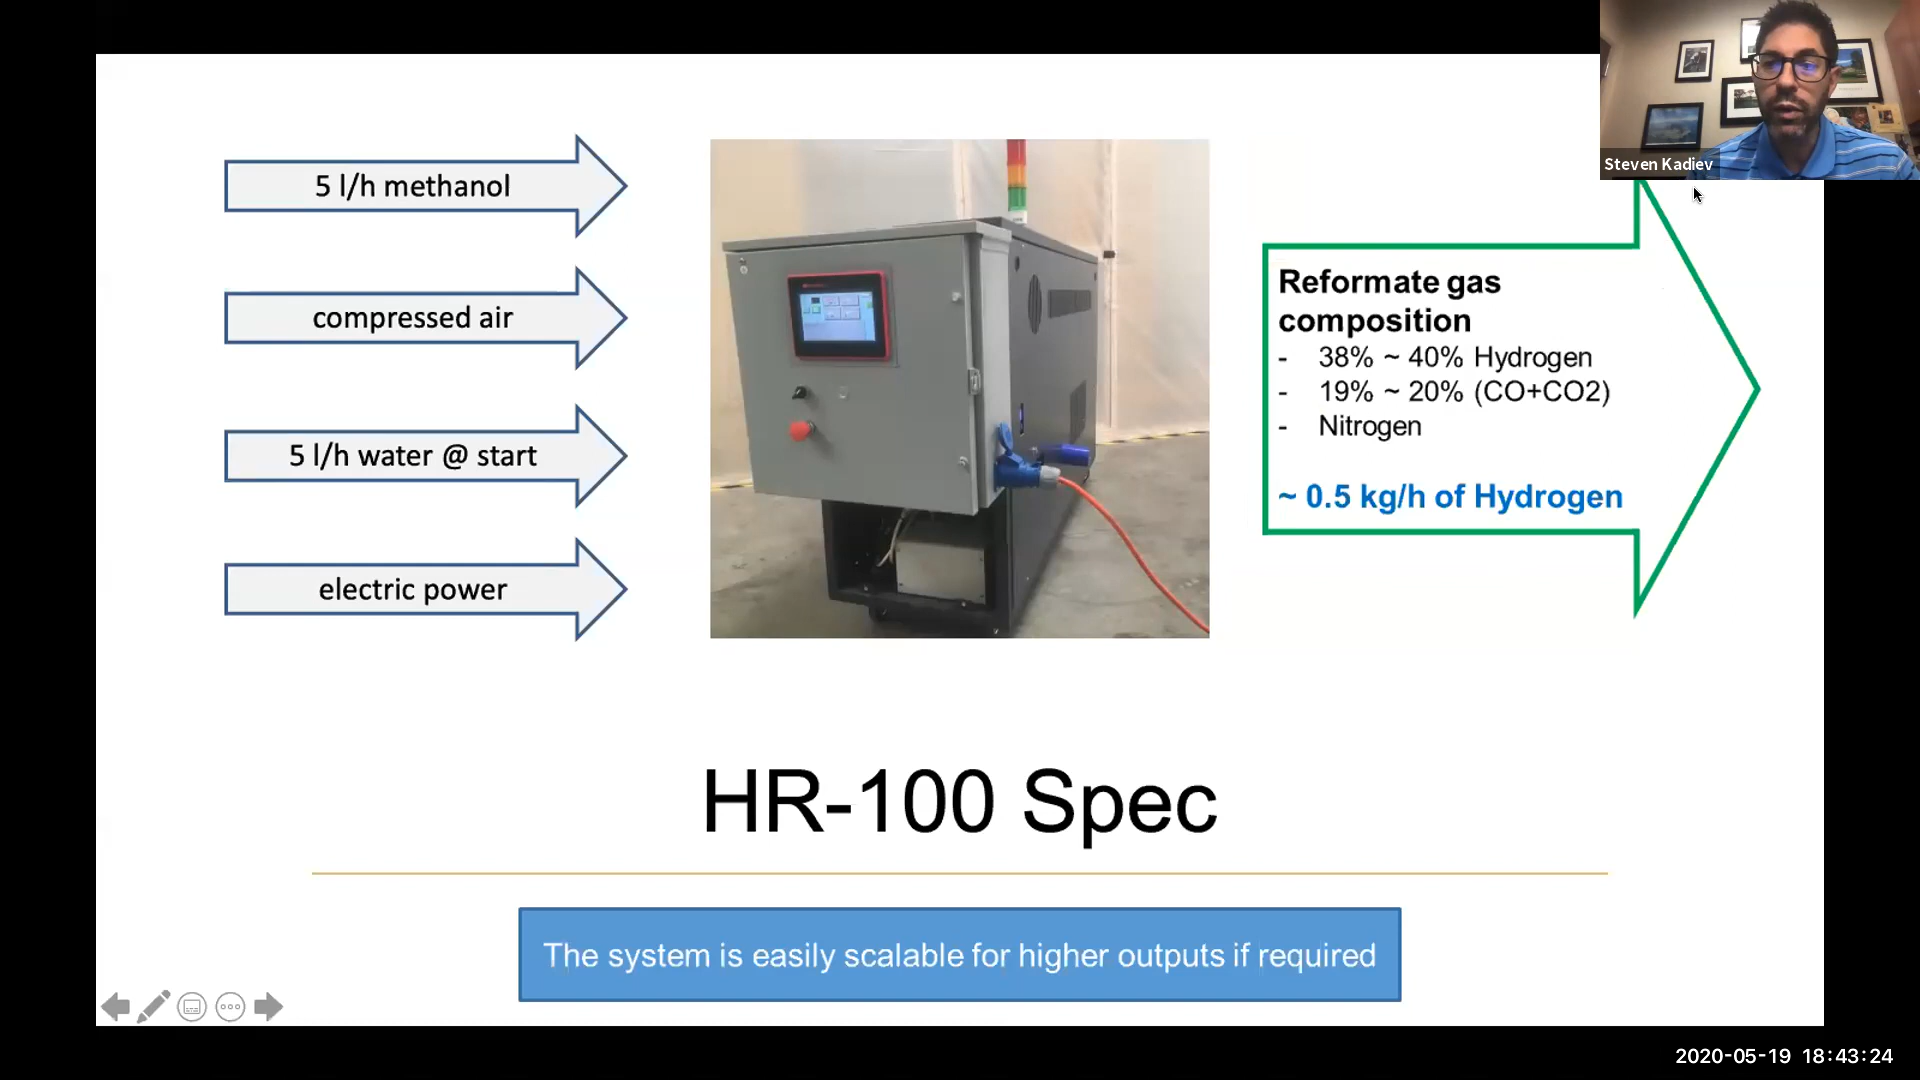 Steven Kadiev
5 l/h methanol
compressed air
5 l/h water @ start
electric power
Reformate gas
composition
- 38% ~ 40% Hydrogen
- 19% ~ 20% (CO+CO2)
- Nitrogen
~ 0.5 kg/h of Hydrogen
HR-100 Spec
The system is easily scalable for higher outputs if required
2020-05-19 18:43:24